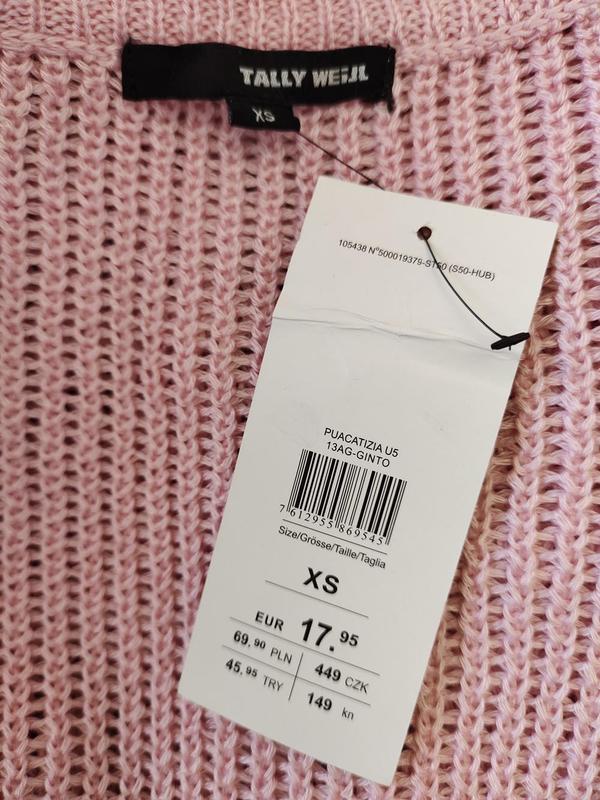 TALLY WEiJL
XS
105438 N°500019379-ST50 (S50-HUB)
PUACATIZIA U5
13AG-GINTO
7 612955 869545
Size/Grösse/Taille/Taglia
XS
EUR 17.95
69,90 PLN 449 CZK
45,95 TRY 149 kn